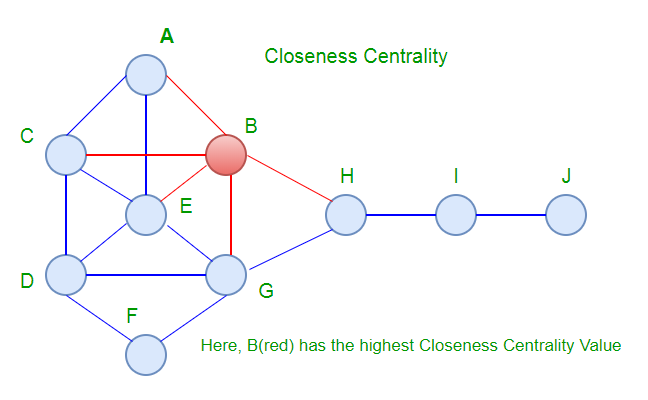 A
Closeness Centrality
B
C
H
I
J
E
D
G
F
Here, B(red) has the highest Closeness Centrality Value